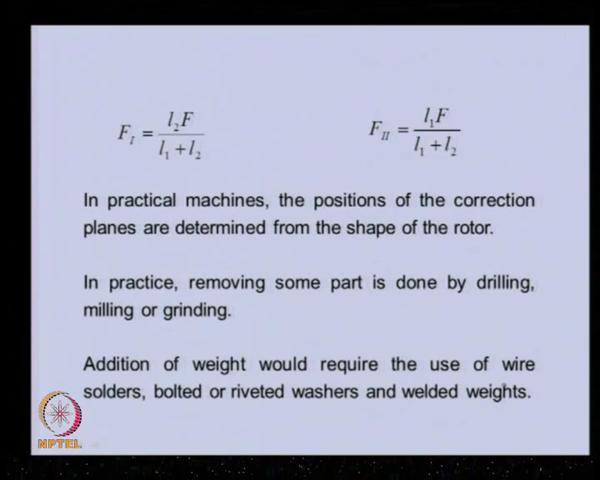 F_I = l_2 F / l_1 + l_2    F_II = l_1 F / l_1 + l_2
In practical machines, the positions of the correction
planes are determined from the shape of the rotor.
In practice, removing some part is done by drilling,
milling or grinding.
Addition of weight would require the use of wire
solders, bolted or riveted washers and welded weights.
NPTEL